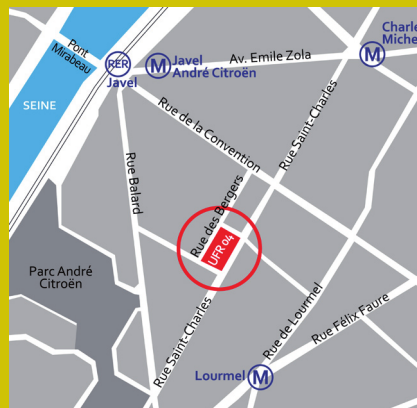 Pont
Mirabeau
RER
Javel
M
Javel
André Citroën
Av. Emile Zola
Charle
Miche
M
SEINE
Rue de la Convention
Rue Saint-Charles
Rue Balard
Rue des Bergers
UFR 04
Parc André
Citroën
Rue Saint-Charles
Rue de Lourmel
Rue Félix Faure
Lourmel
M